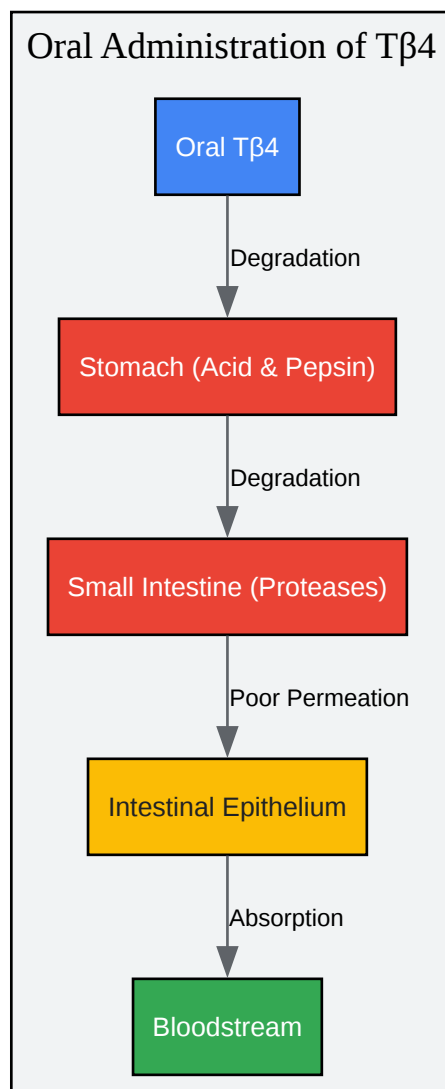 Oral Administration of Tβ4
Oral Tβ4
Degradation
Stomach (Acid & Pepsin)
Degradation
Small Intestine (Proteases)
Poor Permeation
Intestinal Epithelium
Absorption
Bloodstream